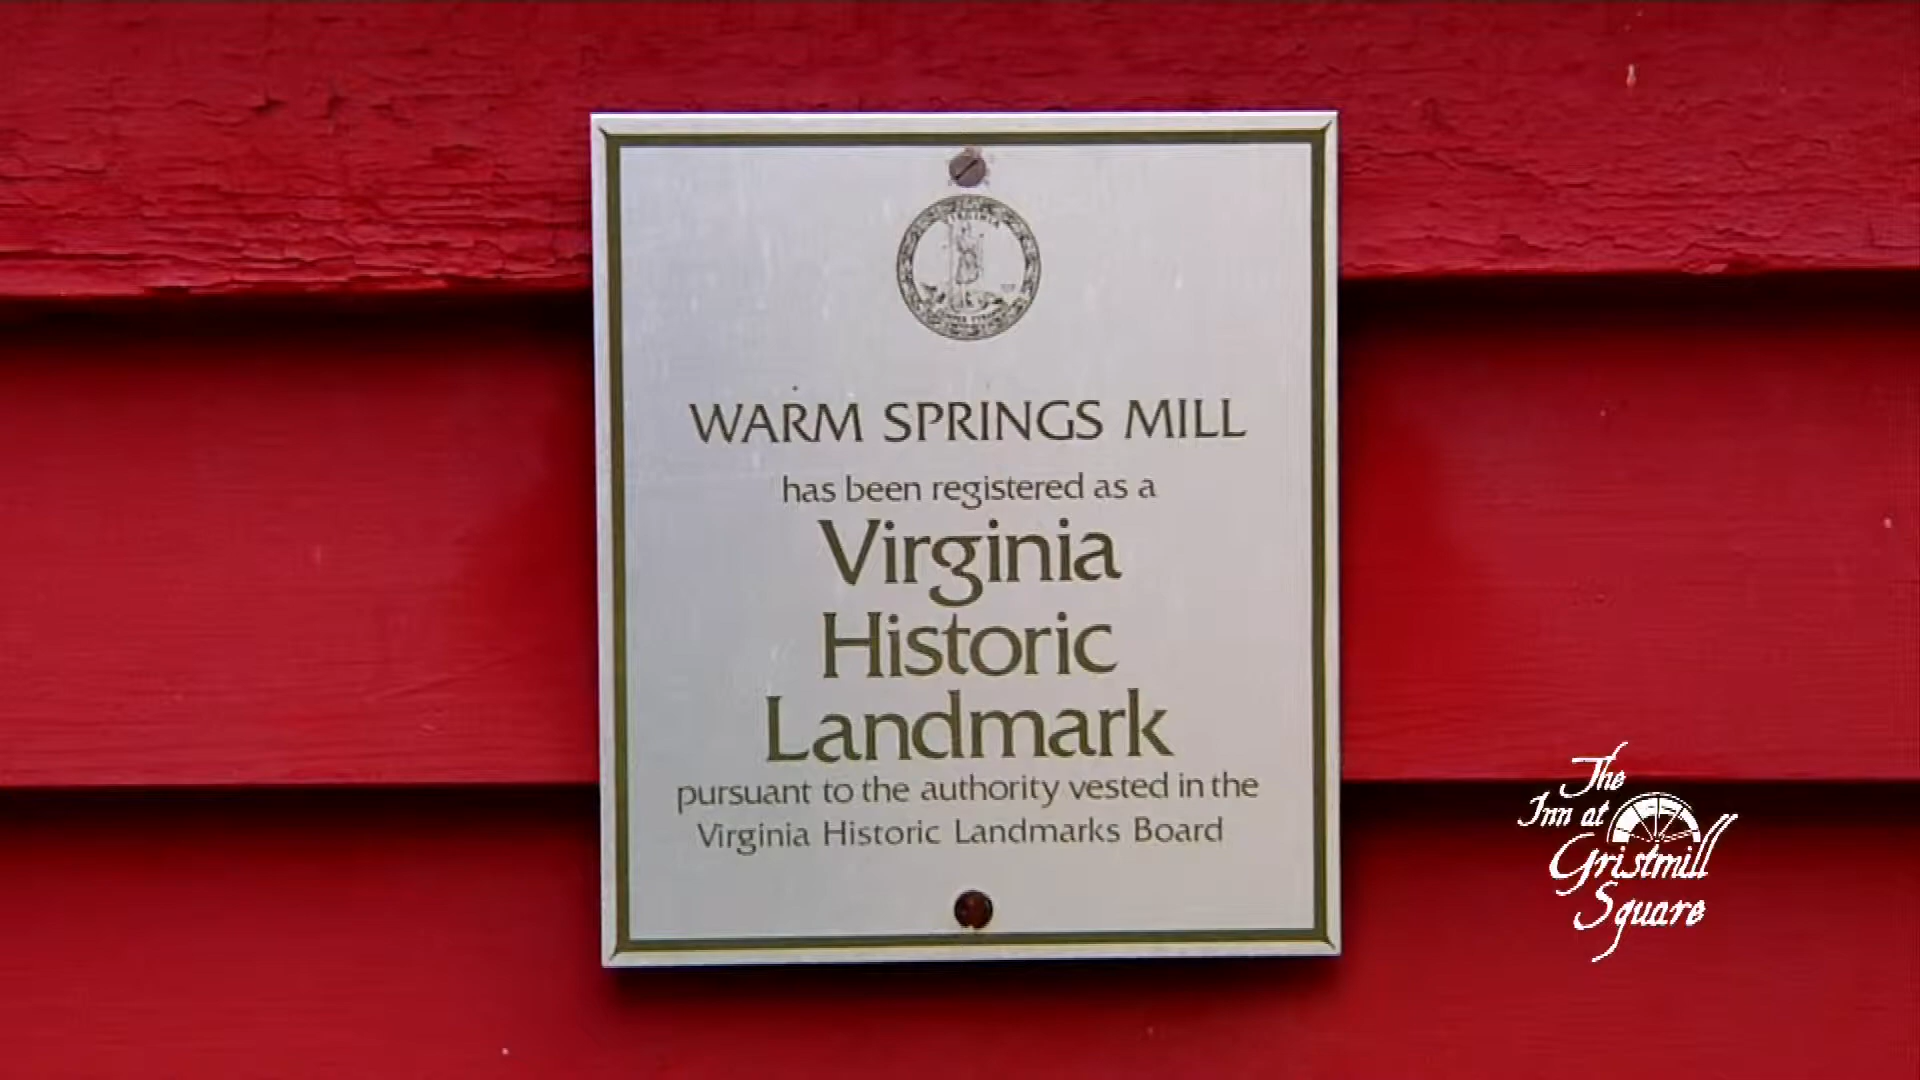 VIRGINIA
WARM SPRINGS MILL
has been registered as a
Virginia
Historic
Landmark
pursuant to the authority vested in the
Virginia Historic Landmarks Board
The
Inn at
Gristmill
Square